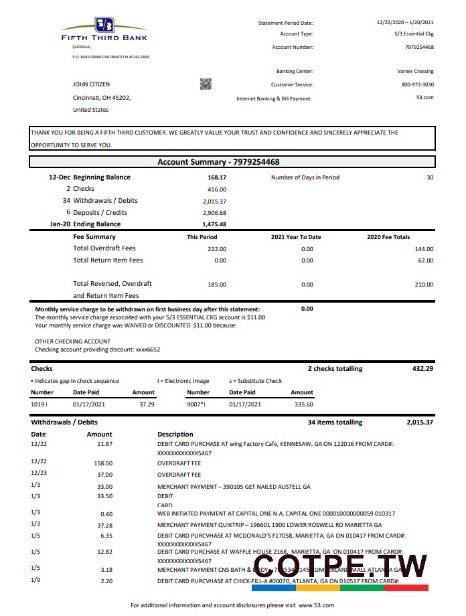 FIFTH THIRD BANK
(GEORGIA)
P.O. BOX 630900 CINCINNATI OH 45263-0900
Statement Period Date: 12/22/2020 – 1/20/2021
Account Type: 5/3 Essential Ckg
Account Number: 7979254468
Banking Center: Varner Crossing
Customer Service: 800-972-3030
Internet Banking & Bill Payment: 53.com
JOHN CITIZEN
Cincinnati, OH 45202,
United States
THANK YOU FOR BEING A FIFTH THIRD CUSTOMER. WE GREATLY VALUE YOUR TRUST AND CONFIDENCE AND SINCERELY APPRECIATE THE
OPPORTUNITY TO SERVE YOU.
Account Summary - 7979254468
12-Dec Beginning Balance 168.17 Number of Days in Period 30
2 Checks 416.00
34 Withdrawals / Debits 2,015.37
6 Deposits / Credits 2,906.68
Jan-20 Ending Balance 1,475.48
Fee Summary This Period 2021 Year To Date 2020 Fee Totals
Total Overdraft Fees 222.00 0.00 144.00
Total Return Item Fees 0.00 0.00 62.00
Total Reversed, Overdraft 185.00 0.00 210.00
and Return Item Fees
Monthly service charge to be withdrawn on first business day after this statement: 0.00
The monthly service charge associated with your 5/3 ESSENTIAL CKG account is $11.00
Your monthly service charge was WAIVED or DISCOUNTED $11.00 because:
OTHER CHECKING ACCOUNT
Checking account providing discount: xxxx6652
Checks 2 checks totalling 432.29
• Indicates gap in check sequence I = Electronic Image s = Substitute Check
Number Date Paid Amount Number Date Paid Amount
1019 i 01/17/2021 37.29 9007*i 01/17/2021 335.60
Withdrawals / Debits 34 items totalling 2,015.37
Date Amount Description
12/22 11.87 DEBIT CARD PURCHASE AT wing Factory Cafe, KENNESAW, GA ON 122016 FROM CARD#:
XXXXXXXXXXXX5467
12/22 158.00 OVERDRAFT FEE
12/23 37.00 OVERDRAFT FEE
1/3 33.00 MERCHANT PAYMENT – 390105 GET NAILED AUSTELL GA
1/3 33.50 DEBIT
CARD
1/3 0.40 WEB INITIATED PAYMENT AT CAPITAL ONE N.A. CAPITAL ONE
1/3 37.28 MERCHANT PAYMENT QUIKTRIP – 196601 1900 LOWER ROSWELL RD MARIETTA GA
1/5 6.35 DEBIT CARD PURCHASE AT MCDONALD'S F17058, MARIETTA, GA ON 010417 FROM CARD#:
XXXXXXXXXXXX5467
1/5 12.82 DEBIT CARD PURCHASE AT WAFFLE HOUSE 2168, MARIETTA, GA ON 010417 FROM CARD#:
XXXXXXXXXXXX5467
1/5 3.18 MERCHANT PAYMENT CNS BATH &
1/9 2.20 DEBIT CARD PURCHASE AT CHICK-FILL-A #00070, ATLANTA, GA ON 010517 FROM CARD#:
COTPE.TW
For additional information and account disclosures please visit www.53.com